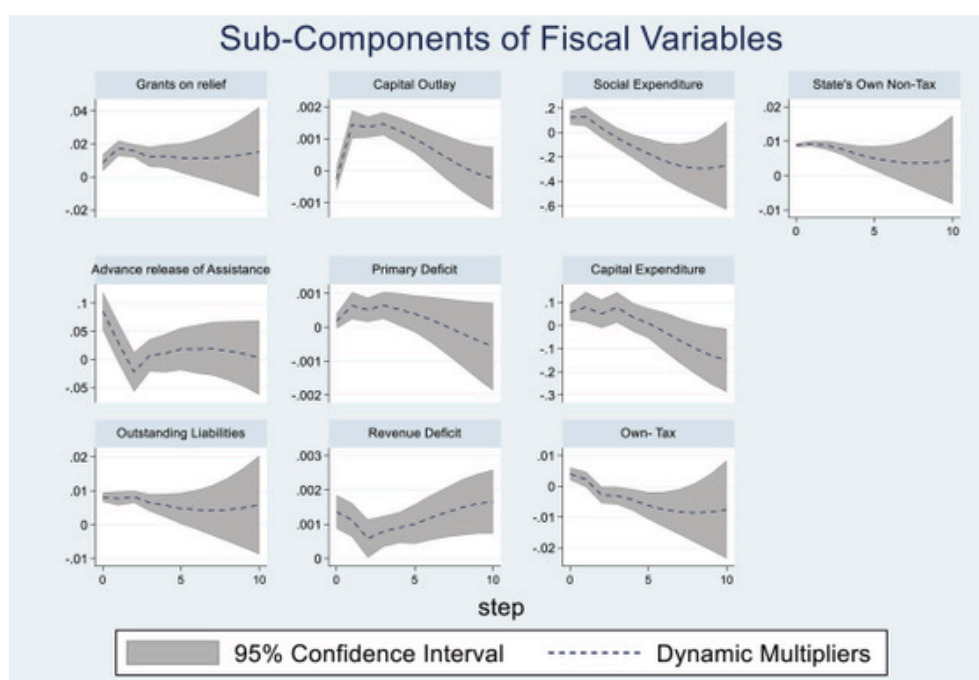 Sub-Components of Fiscal Variables
Grants on relief
Capital Outlay
Social Expenditure
State's Own Non-Tax
.04
.02
0
-.02
.002
.001
0
-.001
.2
0
-.2
-.4
-.6
.02
.01
0
-.01
0 5 10
Advance release of Assistance
Primary Deficit
Capital Expenditure
.1
.05
0
-.05
.001
0
-.001
-.002
.1
0
-.1
-.2
-.3
Outstanding Liabilities
Revenue Deficit
Own- Tax
.02
.01
0
-.01
0 5 10
.003
.002
.001
0
0 5 10
.01
0
-.01
-.02
0 5 10
step
95% Confidence Interval
Dynamic Multipliers